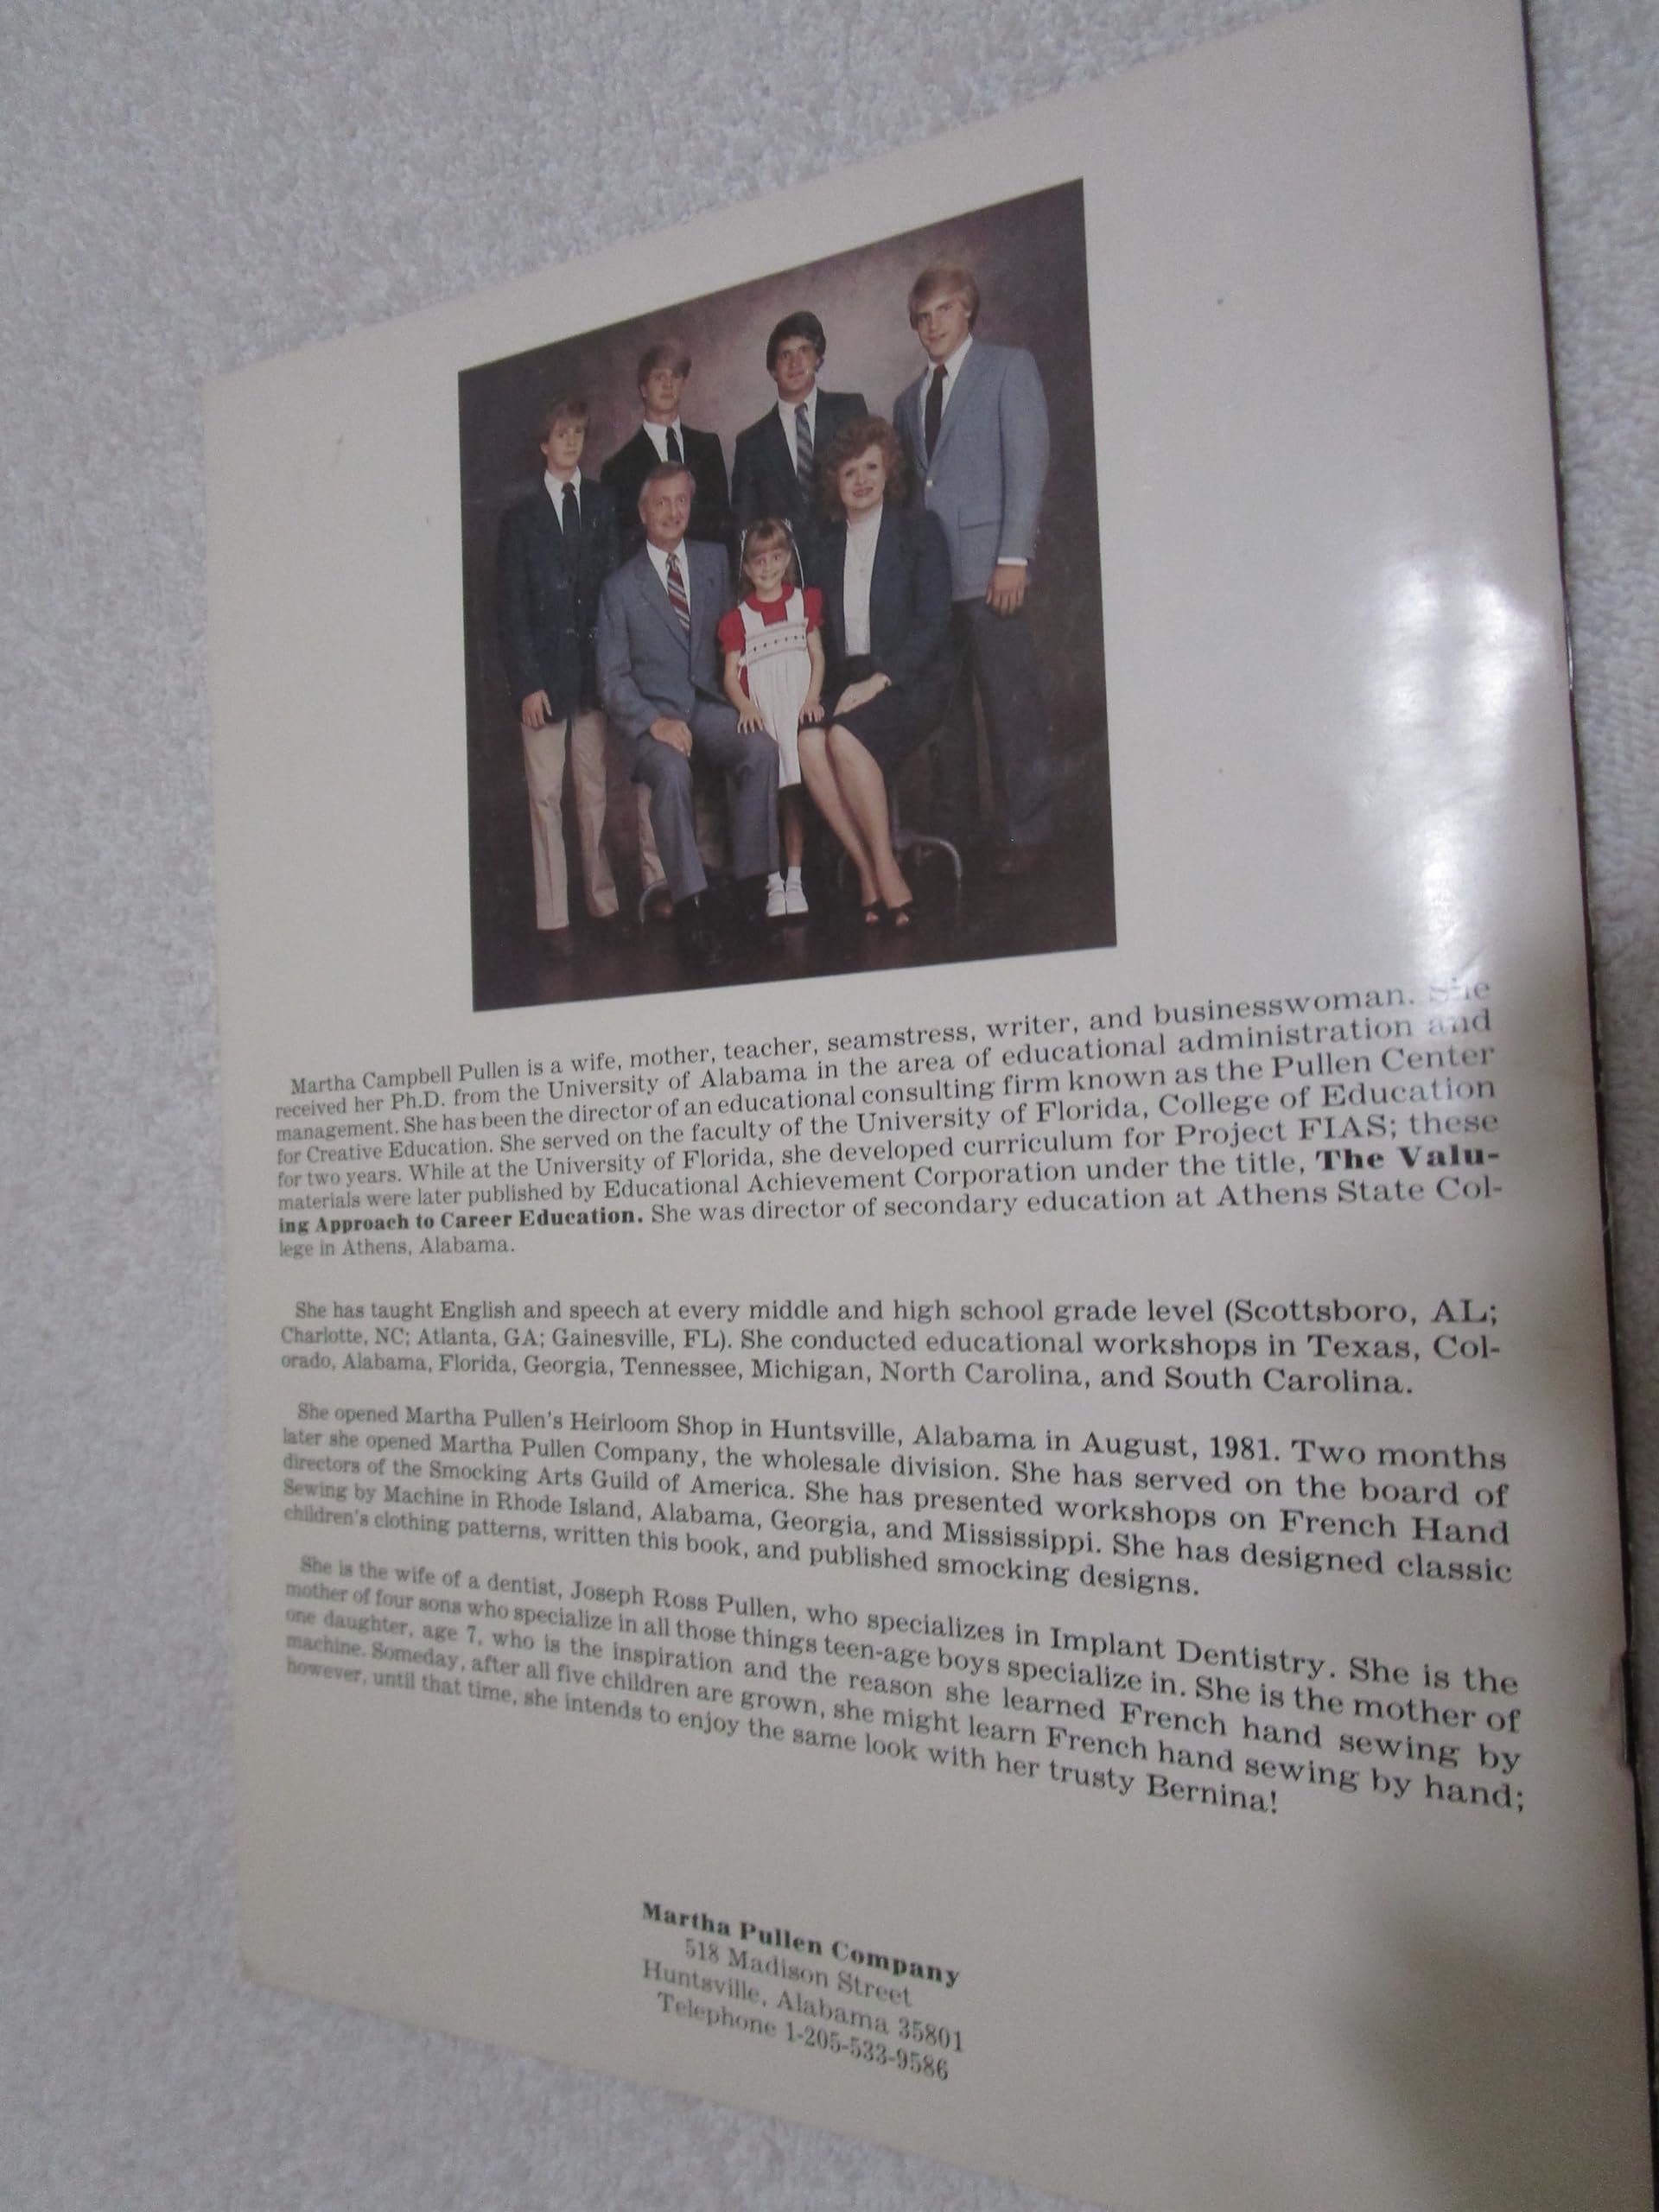 Martha Campbell Pullen is a wife, mother, teacher, seamstress, writer, and businesswoman. She
received her Ph.D. from the University of Alabama in the area of educational administration and
management. She has been the director of an educational consulting firm known as the Pullen Center
for Creative Education. She served on the faculty of the University of Florida, College of Education
for two years. While at the University of Florida, she developed curriculum for Project FIAS; these
materials were later published by Educational Achievement Corporation under the title, The Valu-
ing Approach to Career Education. She was director of secondary education at Athens State Col-
lege in Athens, Alabama.
She has taught English and speech at every middle and high school grade level (Scottsboro, AL;
Charlotte, NC; Atlanta, GA; Gainesville, FL). She conducted educational workshops in Texas, Col-
orado, Alabama, Florida, Georgia, Tennessee, Michigan, North Carolina, and South Carolina.
She opened Martha Pullen's Heirloom Shop in Huntsville, Alabama in August, 1981. Two months
later she opened Martha Pullen Company, the wholesale division. She has served on the board of
directors of the Smocking Arts Guild of America. She has presented workshops on French Hand
Sewing by Machine in Rhode Island, Alabama, Georgia, and Mississippi. She has designed classic
children's clothing patterns, written this book, and published smocking designs.
She is the wife of a dentist, Joseph Ross Pullen, who specializes in Implant Dentistry. She is the
mother of four sons who specialize in all those things teen-age boys specialize in. She is the mother of
one daughter, age 7, who is the inspiration and the reason she learned French hand sewing by
machine. Someday, after all five children are grown, she might learn French hand sewing by hand;
however, until that time, she intends to enjoy the same look with her trusty Bernina!
Martha Pullen Company
518 Madison Street
Huntsville, Alabama 35801
Telephone 1-205-533-9586